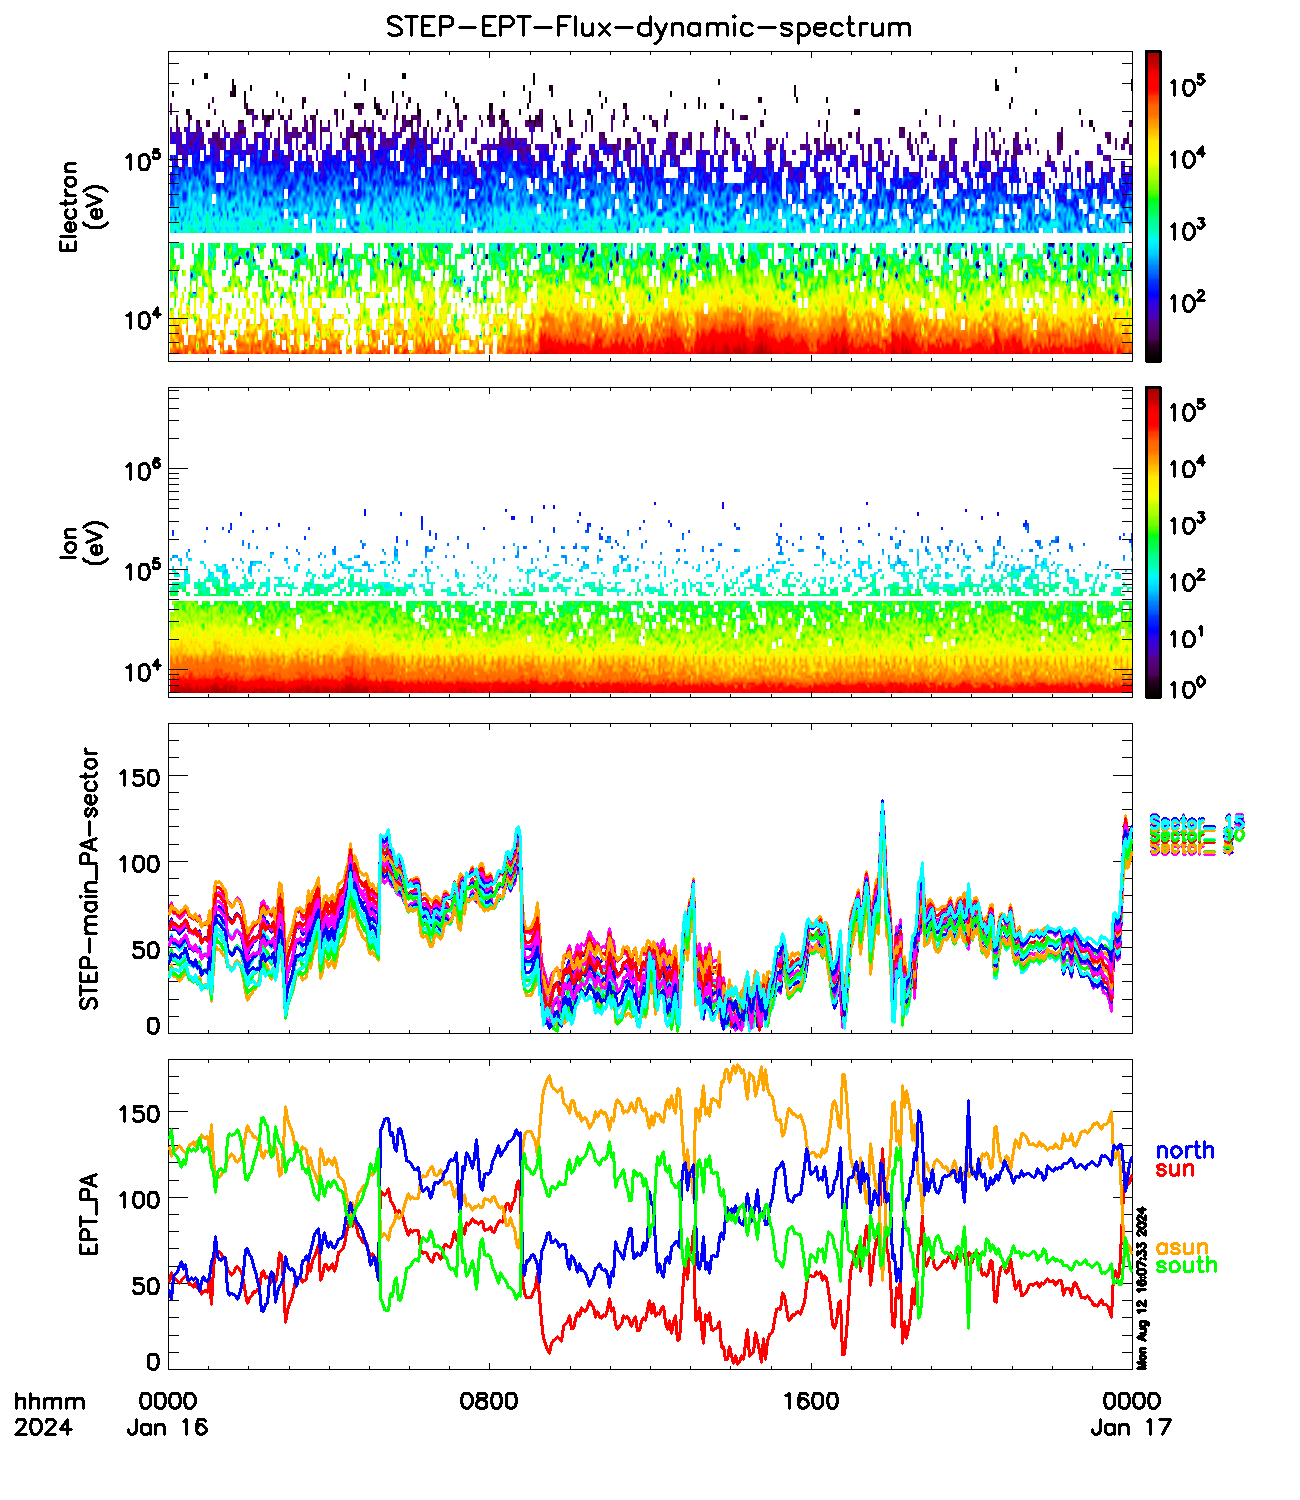 STEP-EPT-Flux-dynamic-spectrum
Electron
(eV)
10^5
10^4
10^5
10^4
10^3
10^2
Ion
(eV)
10^6
10^5
10^4
10^5
10^4
10^3
10^2
10^1
10^0
STEP-main_PA-sector
150
100
50
0
Sector_ 15
EPT_PA
150
100
50
0
north
sun
asun
south
Mon Aug 12 16:07:33 2024
hhmm 0000 0800 1600 0000
2024 Jan 16 Jan 17